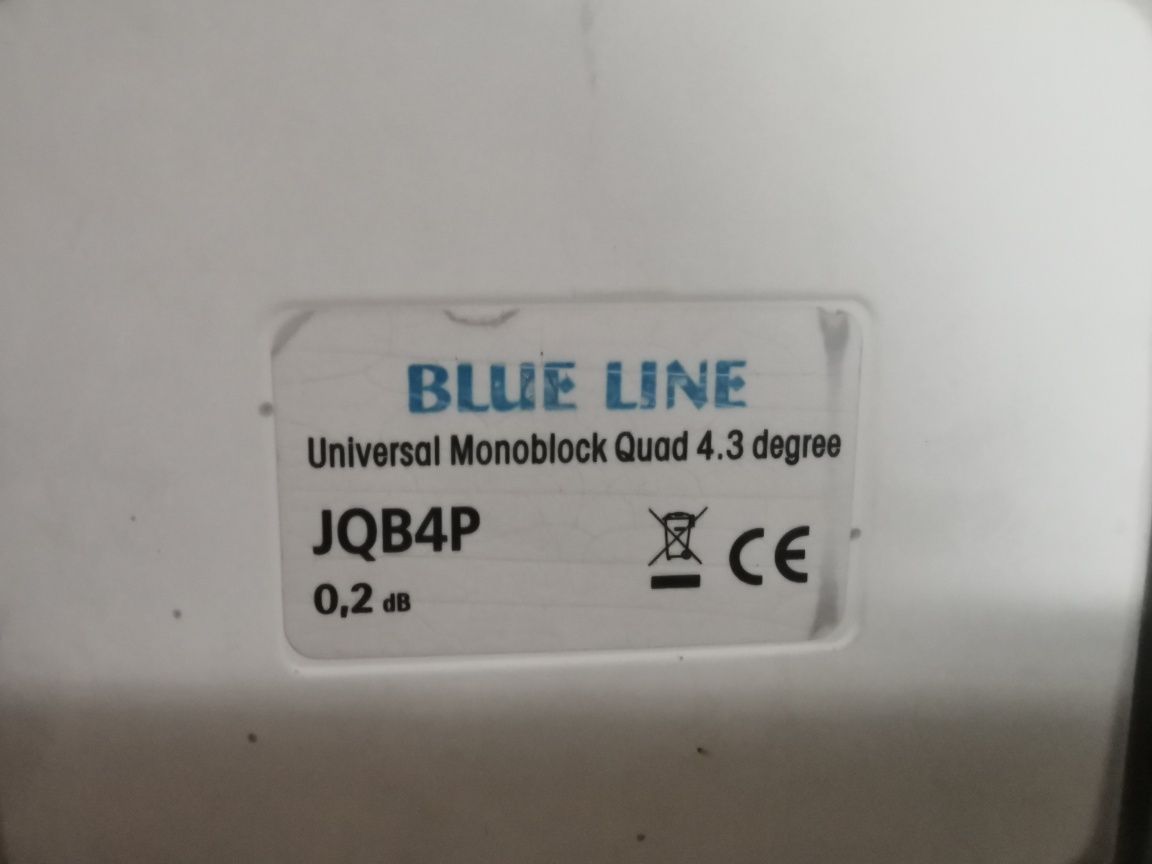 BLUE LINE
Universal Monoblock Quad 4.3 degree
JQB4P
0,2 dB
CE